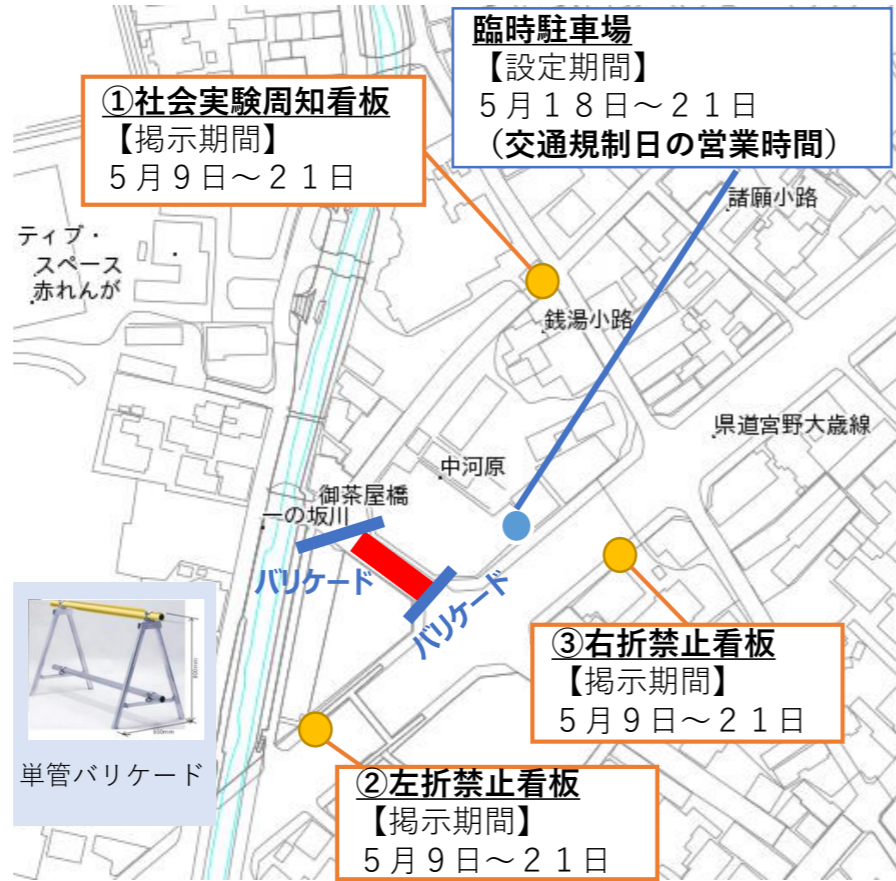 臨時駐車場
【設定期間】
５月１８日～２１日
（交通規制日の営業時間）
①社会実験周知看板
【掲示期間】
５月９日～２１日
諸願小路
ティブ・
スペース
赤れんが
銭湯小路
県道宮野大歳線
中河原
御茶屋橋
一の坂川
バリケード
バリケード
③右折禁止看板
【掲示期間】
５月９日～２１日
単管バリケード
②左折禁止看板
【掲示期間】
５月９日～２１日